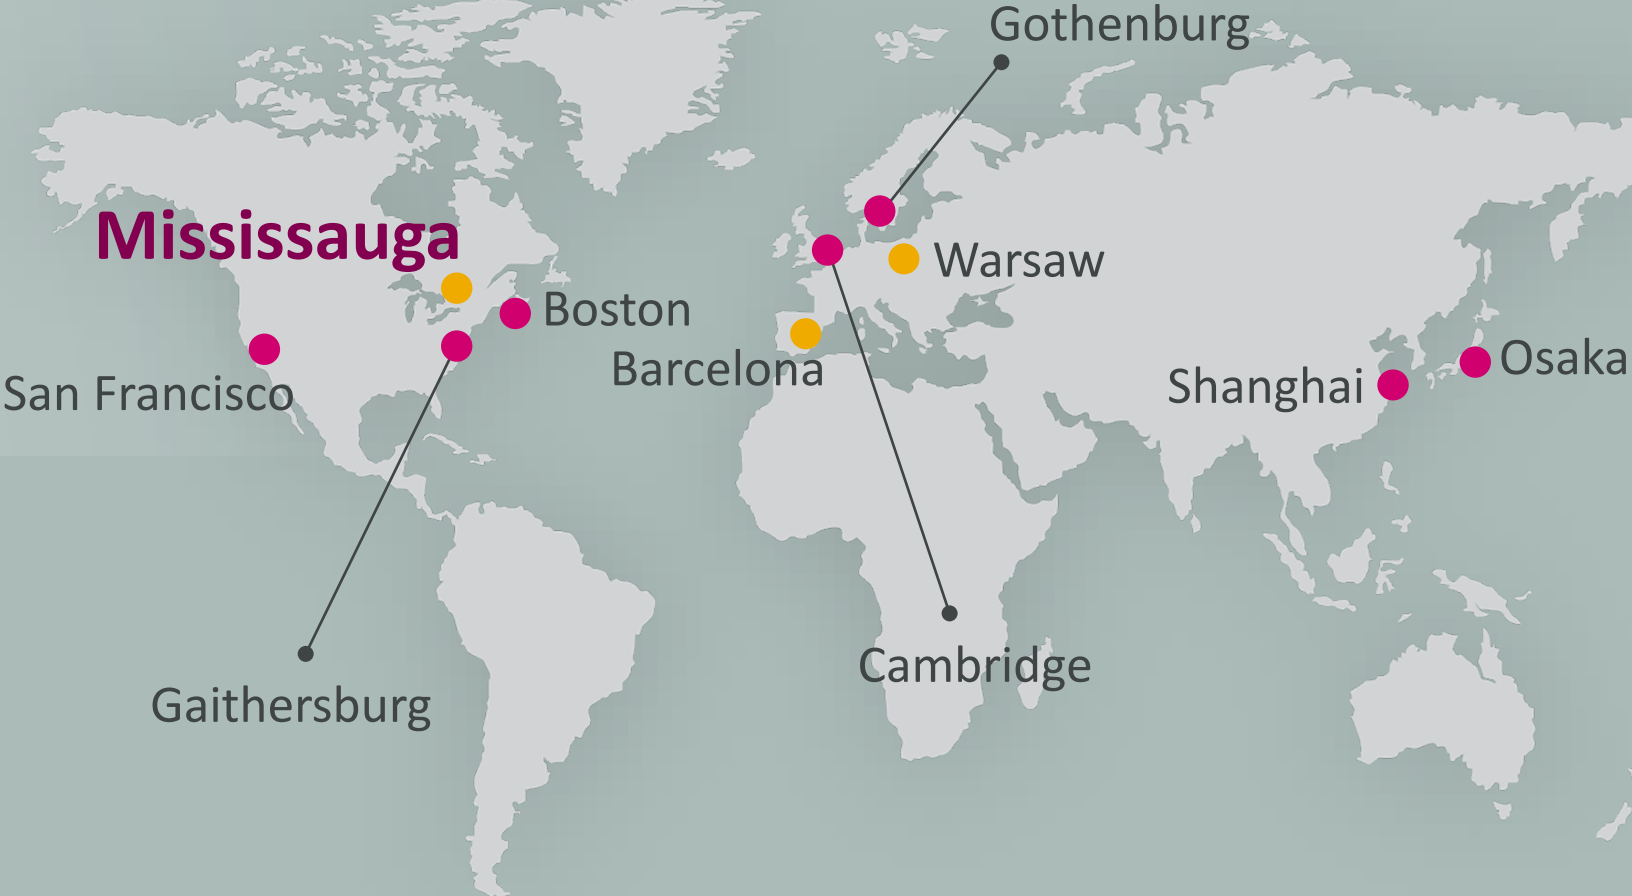 Gothenburg
Mississauga
Warsaw
Boston
Barcelona
San Francisco
Shanghai
Osaka
Cambridge
Gaithersburg